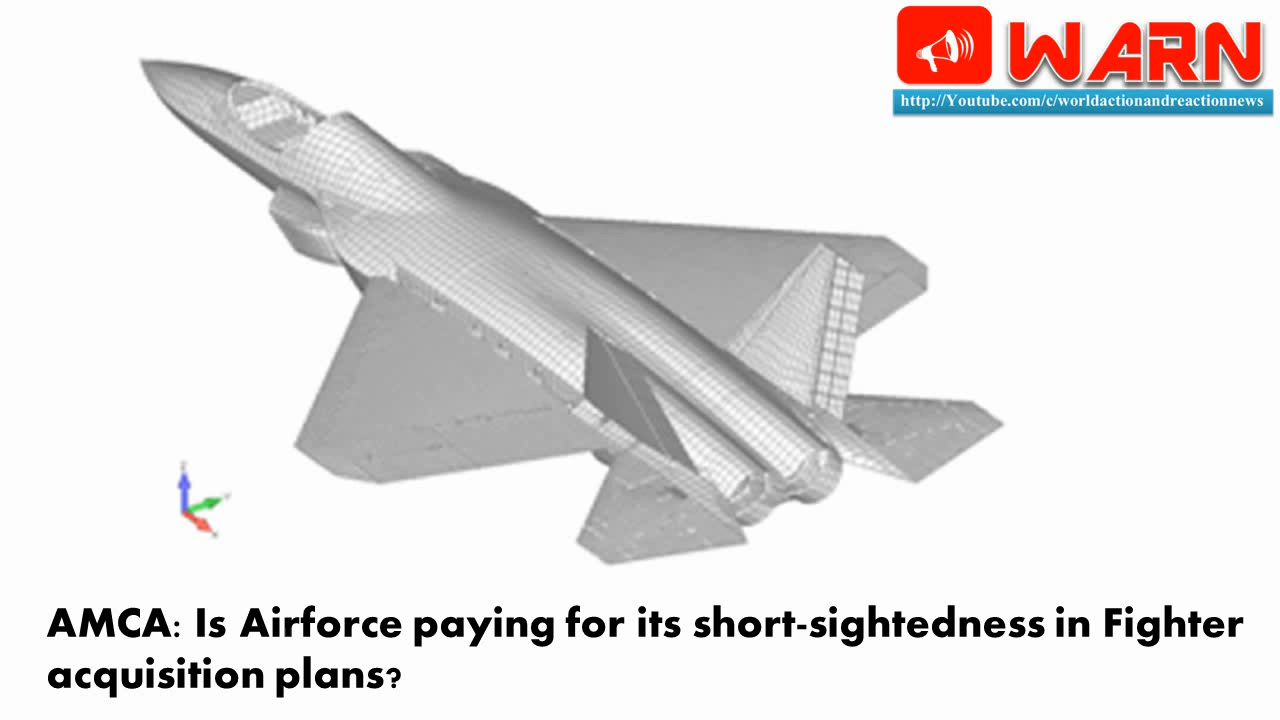 WARN
http://Youtube.com/c/worldactionandreactionnews
AMCA: Is Airforce paying for its short-sightedness in Fighter
acquisition plans?